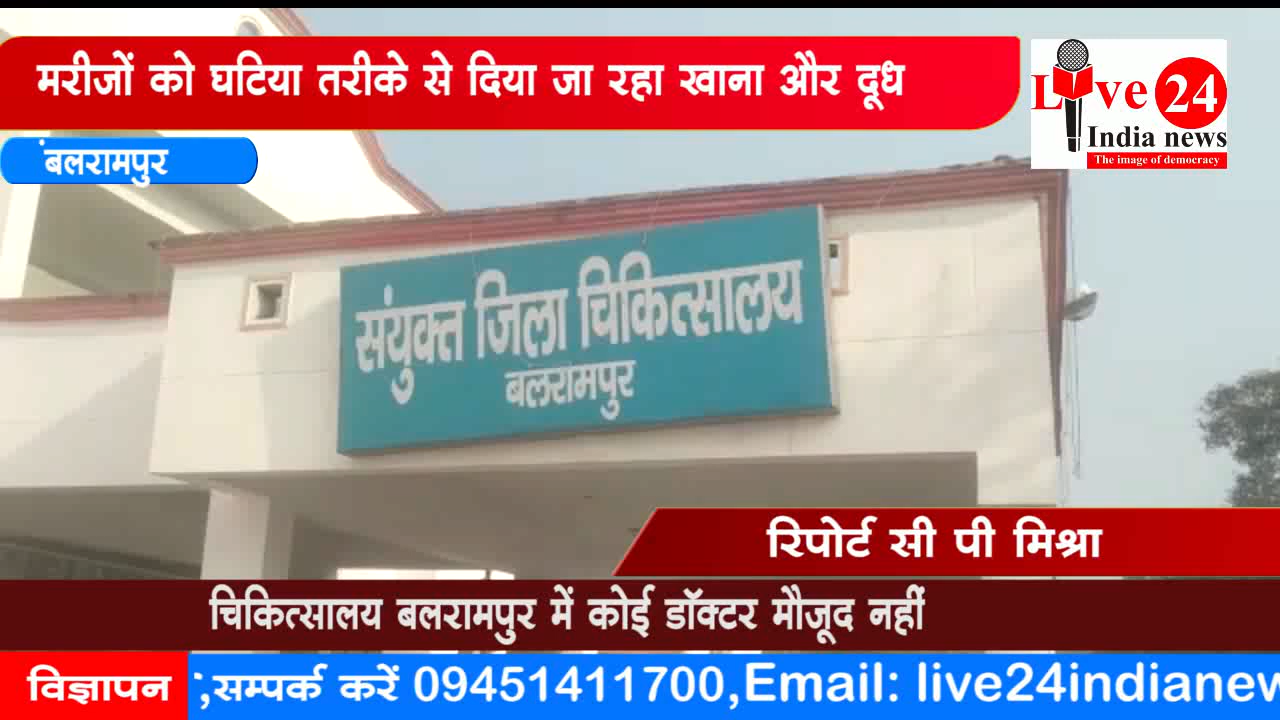 मरीजों को घटिया तरीके से दिया जा रहा खाना और दूध
Live 24
India news
The image of democracy
बलरामपुर
संयुक्त जिला चिकित्सालय
बलरामपुर
रिपोर्ट सी पी मिश्रा
चिकित्सालय बलरामपुर में कोई डॉक्टर मौजूद नहीं
विज्ञापन ,सम्पर्क करें 09451411700,Email: live24indianew